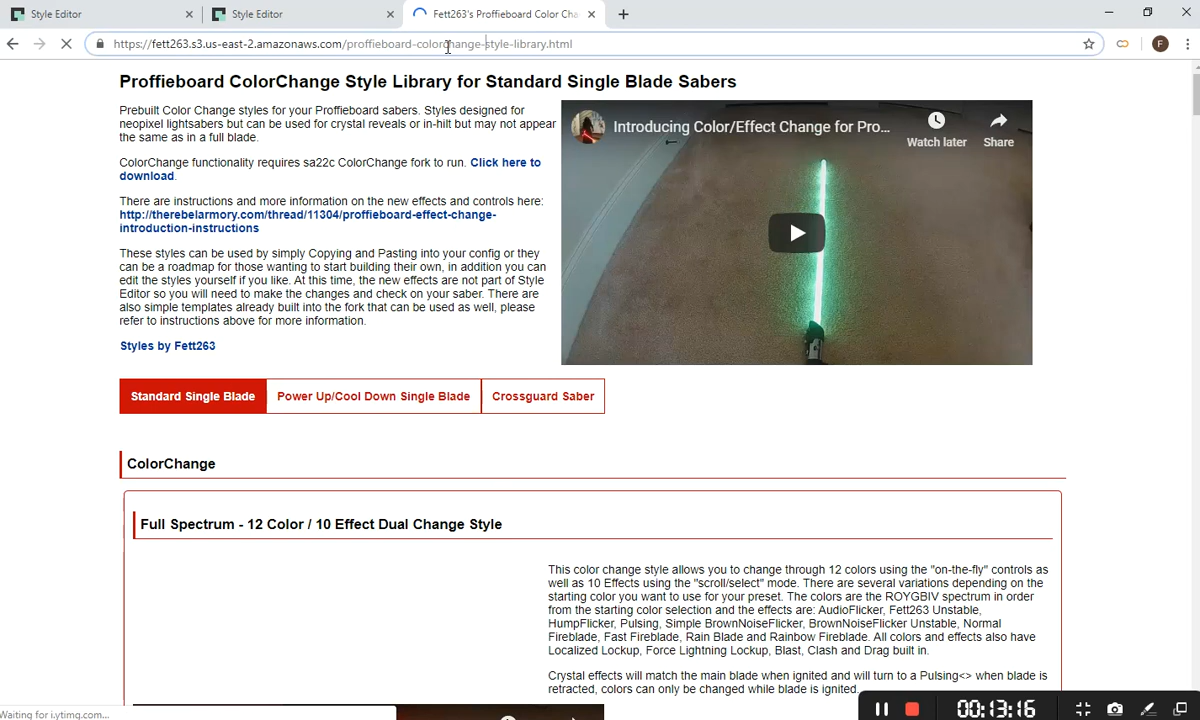 Style Editor
Style Editor
Fett263's Proffieboard Color Cha
https://fett263.s3.us-east-2.amazonaws.com/proffieboard-colorchange-style-library.html
F
Proffieboard ColorChange Style Library for Standard Single Blade Sabers
Prebuilt Color Change styles for your Proffieboard sabers. Styles designed for
neopixel lightsabers but can be used for crystal reveals or in-hilt but may not appear
the same as in a full blade.
ColorChange functionality requires sa22c ColorChange fork to run. Click here to
download.
There are instructions and more information on the new effects and controls here:
http://therebelarmory.com/thread/11304/proffieboard-effect-change-
introduction-instructions
These styles can be used by simply Copying and Pasting into your config or they
can be a roadmap for those wanting to start building their own, in addition you can
edit the styles yourself if you like. At this time, the new effects are not part of Style
Editor so you will need to make the changes and check on your saber. There are
also simple templates already built into the fork that can be used as well, please
refer to instructions above for more information.
Styles by Fett263
Introducing Color/Effect Change for Pro...
Watch later
Share
Standard Single Blade
Power Up/Cool Down Single Blade
Crossguard Saber
ColorChange
Full Spectrum - 12 Color / 10 Effect Dual Change Style
This color change style allows you to change through 12 colors using the "on-the-fly" controls as
well as 10 Effects using the "scroll/select" mode. There are several variations depending on the
starting color you want to use for your preset. The colors are the ROYGBIV spectrum in order
from the starting color selection and the effects are: AudioFlicker, Fett263 Unstable,
HumpFlicker, Pulsing, Simple BrownNoiseFlicker, BrownNoiseFlicker Unstable, Normal
Fireblade, Fast Fireblade, Rain Blade and Rainbow Fireblade. All colors and effects also have
Localized Lockup, Force Lightning Lockup, Blast, Clash and Drag built in.
Crystal effects will match the main blade when ignited and will turn to a Pulsing<> when blade is
retracted, colors can only be changed while blade is ignited.
Waiting for i.ytimg.com...
00:13:16